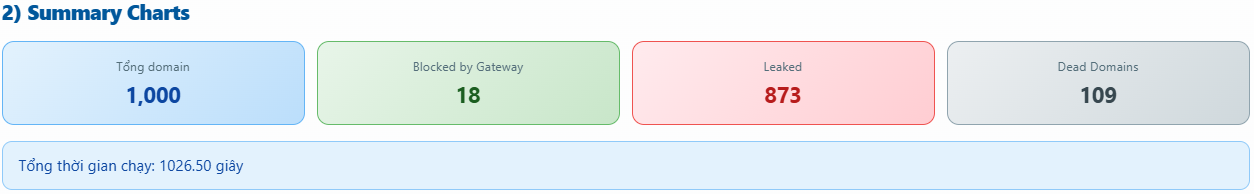 2) Summary Charts
Tổng domain
1,000
Blocked by Gateway
18
Leaked
873
Dead Domains
109
Tổng thời gian chạy: 1026.50 giây